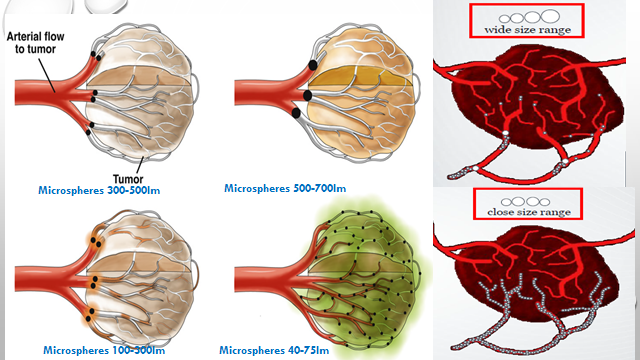 Arterial flow
to tumor
Tumor
Microspheres 300-500lm
Microspheres 500-700lm
wide size range
Microspheres 100-300lm
Microspheres 40-75lm
close size range